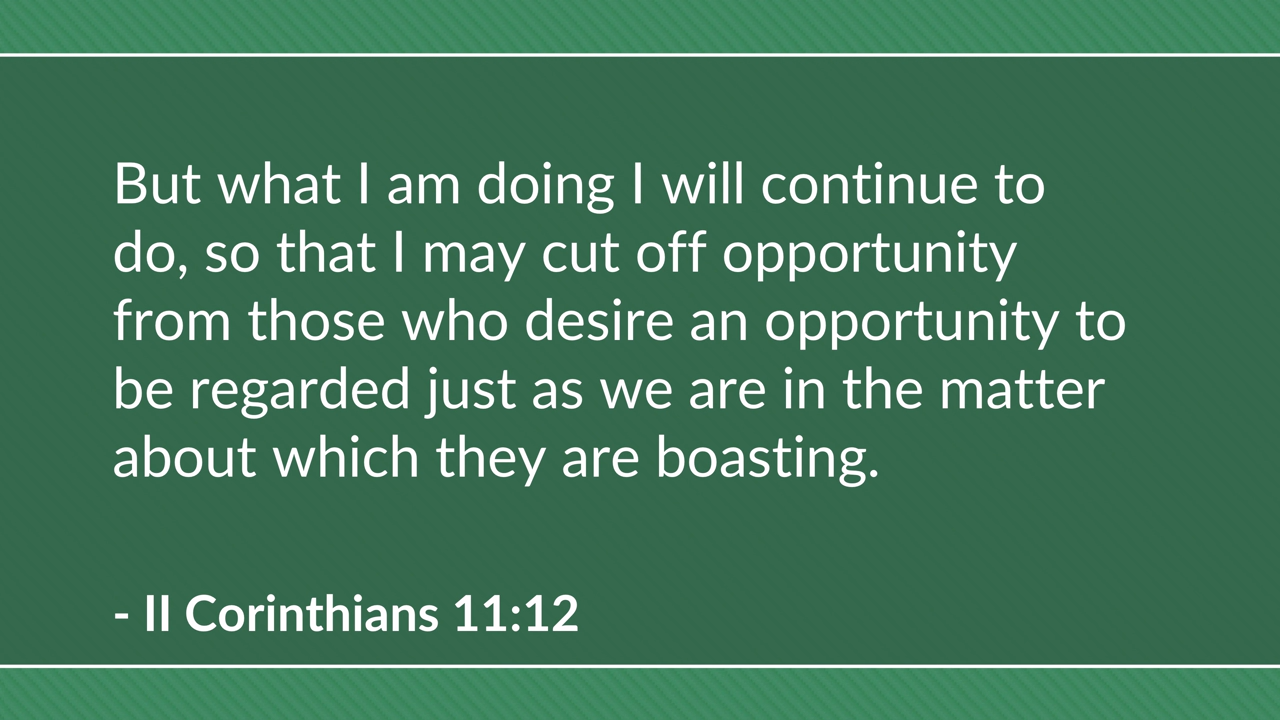 But what I am doing I will continue to
do, so that I may cut off opportunity
from those who desire an opportunity to
be regarded just as we are in the matter
about which they are boasting.
- II Corinthians 11:12